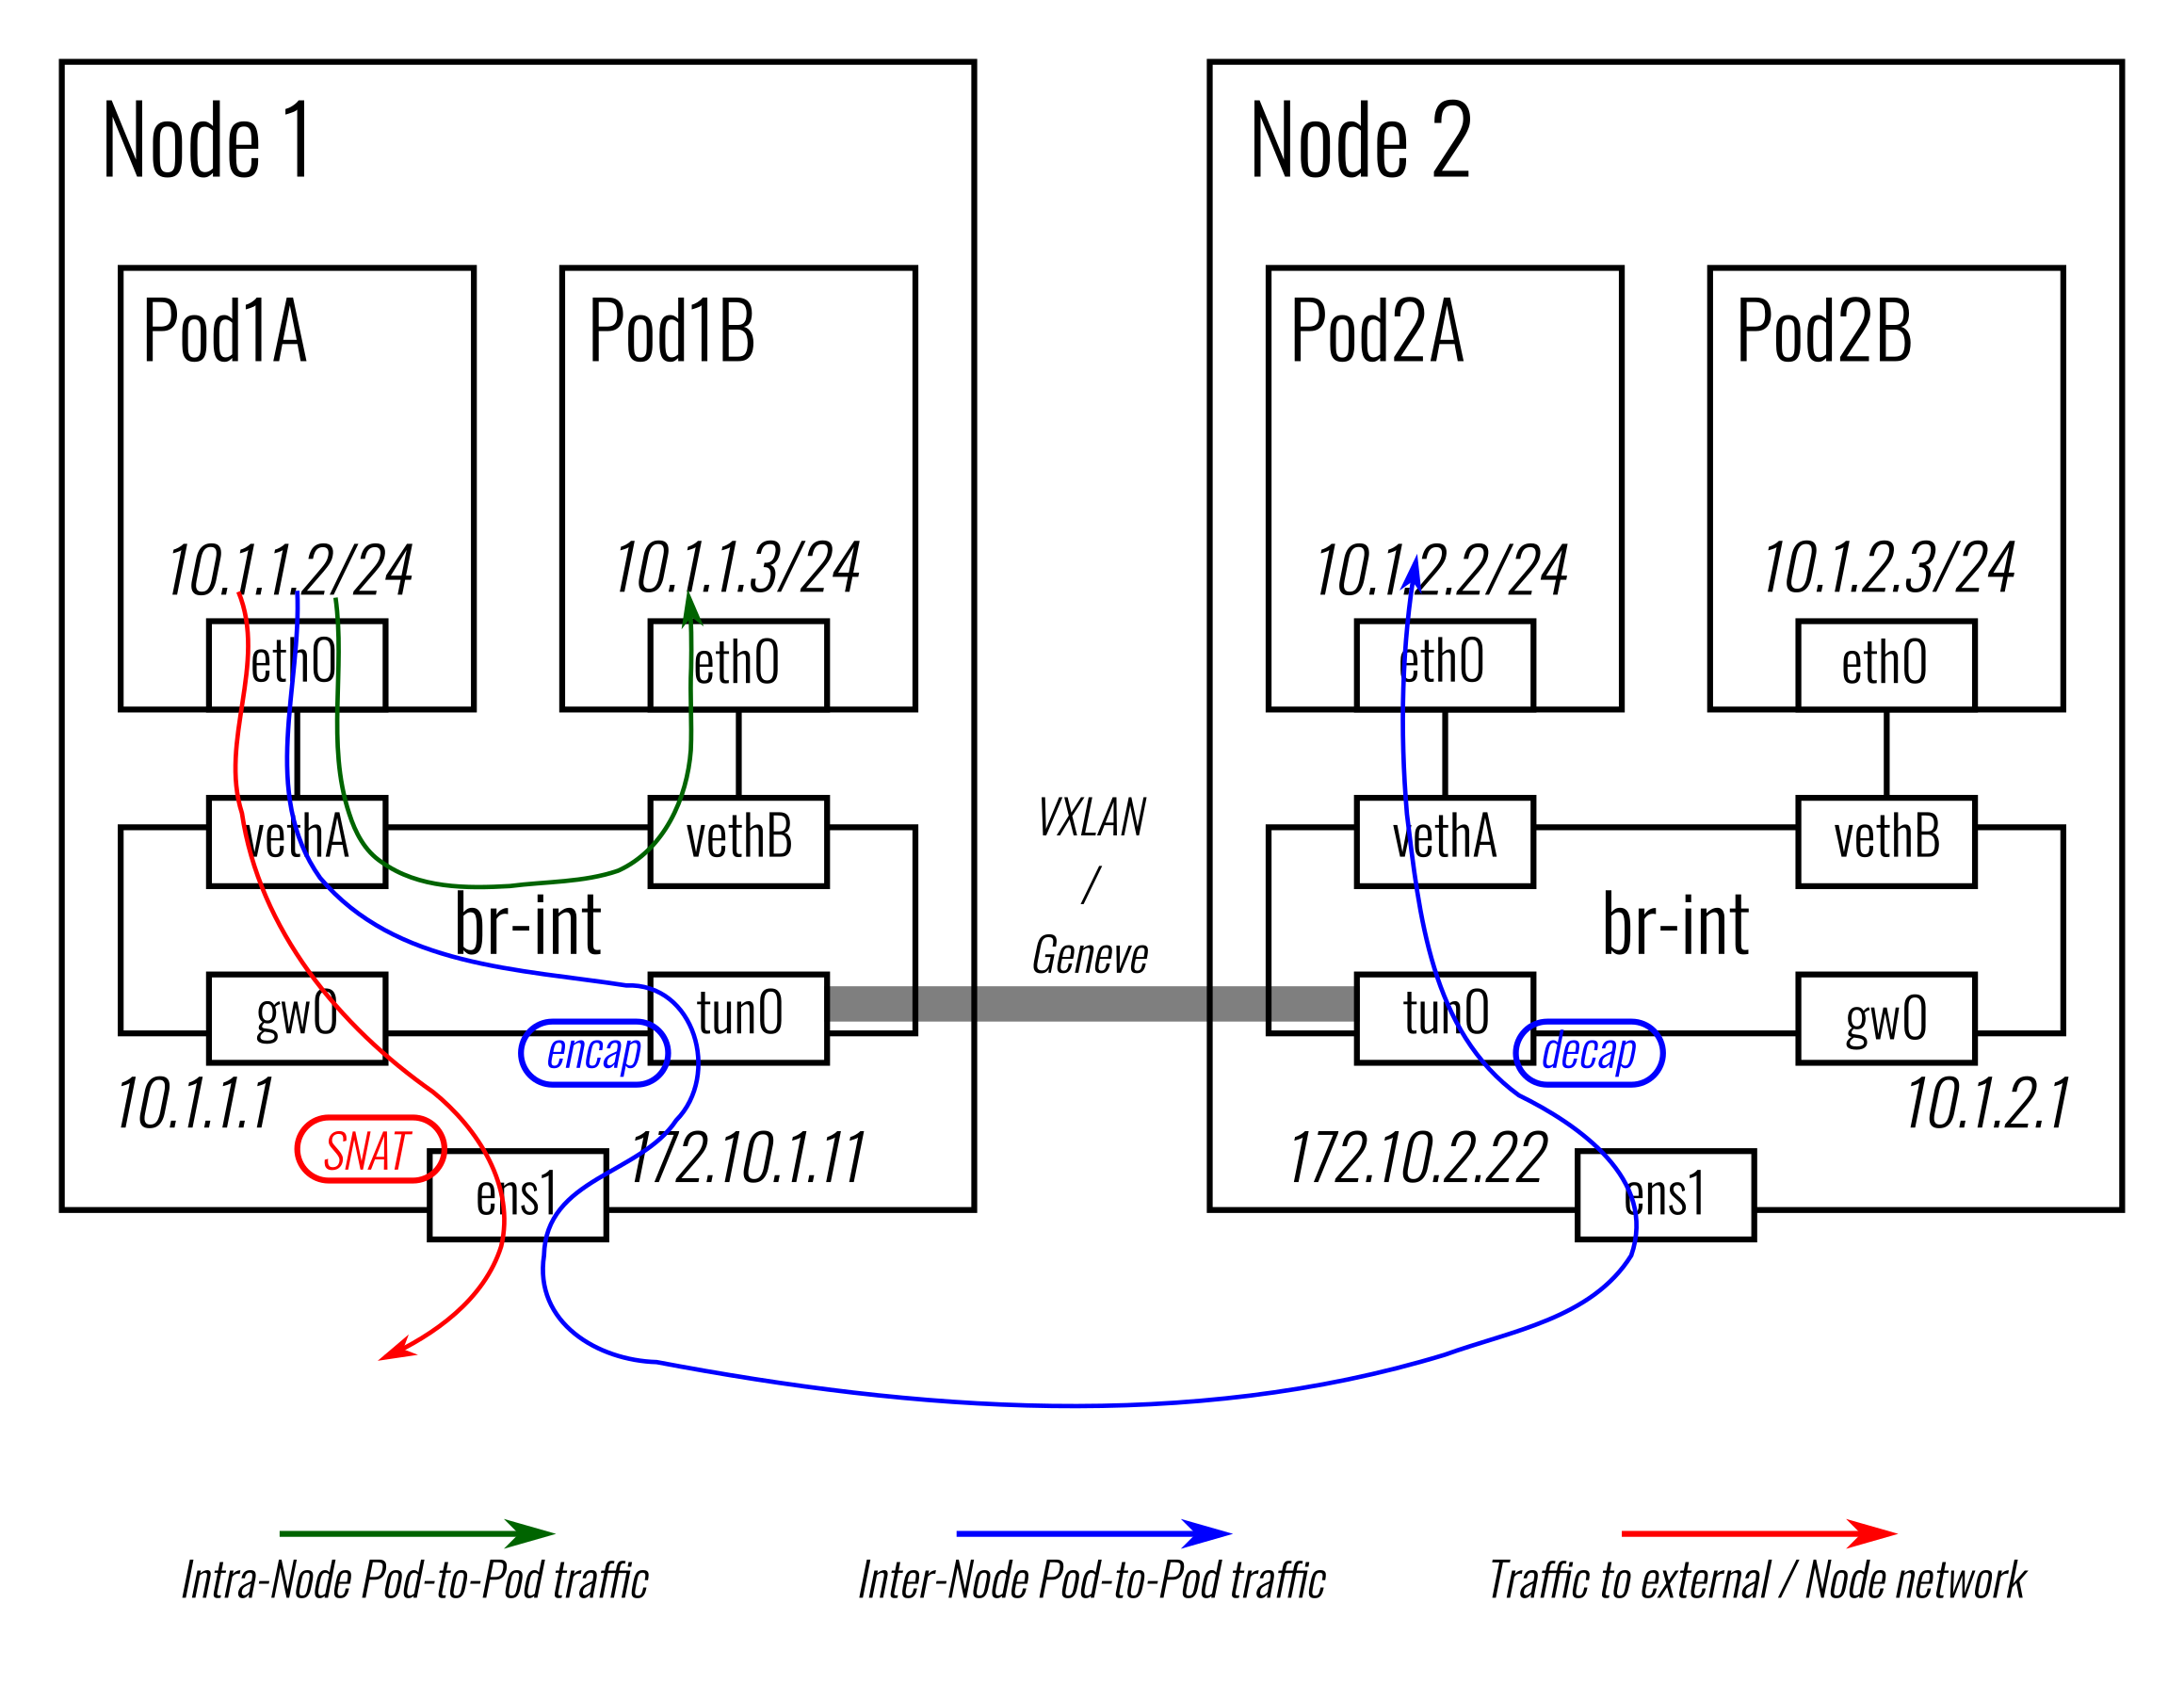 Node 1
Node 2
Pod1A
Pod1B
Pod2A
Pod2B
10.1.1.2/24
10.1.1.3/24
10.1.2.2/24
10.1.2.3/24
eth0
eth0
eth0
eth0
vethA
vethB
VXLAN
/
Geneve
vethA
vethB
br-int
br-int
gw0
tun0
tun0
gw0
encap
decap
10.1.1.1
10.1.2.1
SNAT
172.10.1.11
172.10.2.22
ens1
ens1
Intra-Node Pod-to-Pod traffic
Inter-Node Pod-to-Pod traffic
Traffic to external / Node network